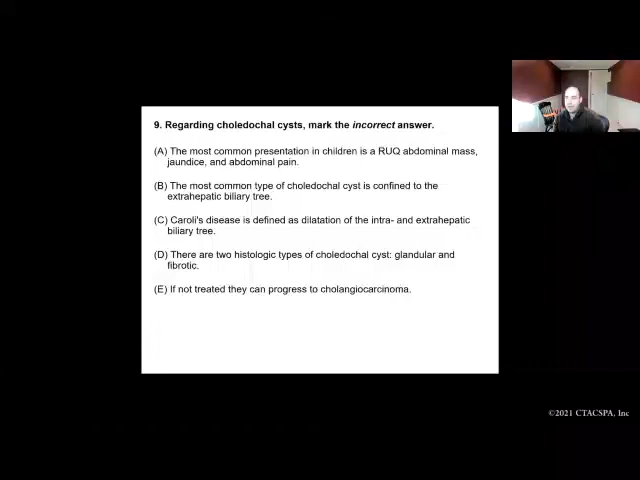 9. Regarding choledochal cysts, mark the incorrect answer.
(A) The most common presentation in children is a RUQ abdominal mass,
jaundice, and abdominal pain.
(B) The most common type of choledochal cyst is confined to the
extrahepatic biliary tree.
(C) Caroli's disease is defined as dilatation of the intra- and extrahepatic
biliary tree.
(D) There are two histologic types of choledochal cyst: glandular and
fibrotic.
(E) If not treated they can progress to cholangiocarcinoma.
©2021 CTACSPA, Inc